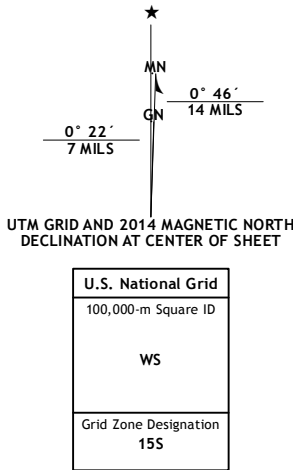 ★
MN
0° 46´
14 MILS
GN
0° 22´
7 MILS
UTM GRID AND 2014 MAGNETIC NORTH
DECLINATION AT CENTER OF SHEET
U.S. National Grid
100,000-m Square ID
WS
Grid Zone Designation
15S